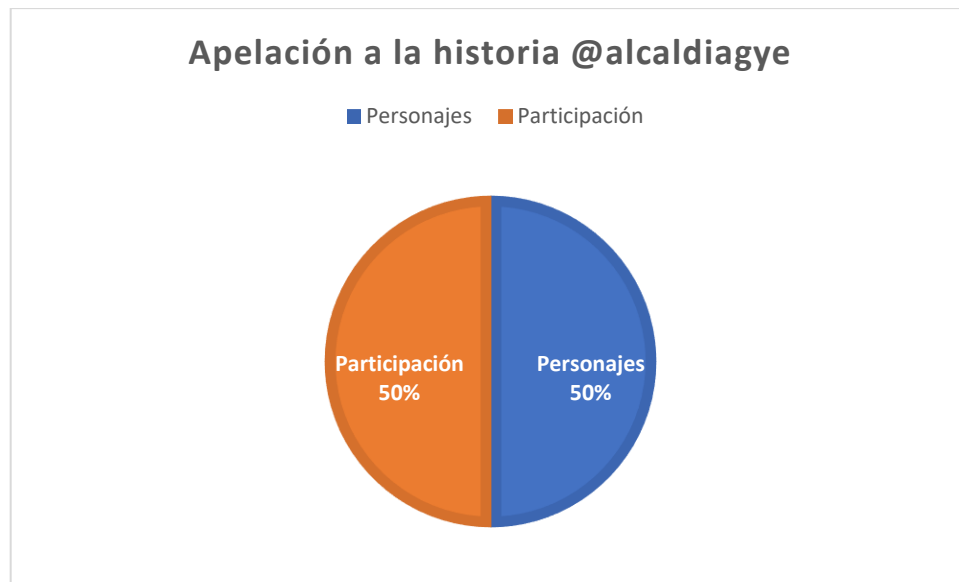 Apelación a la historia @alcaldiagye
Personajes Participación
Participación
50%
Personajes
50%